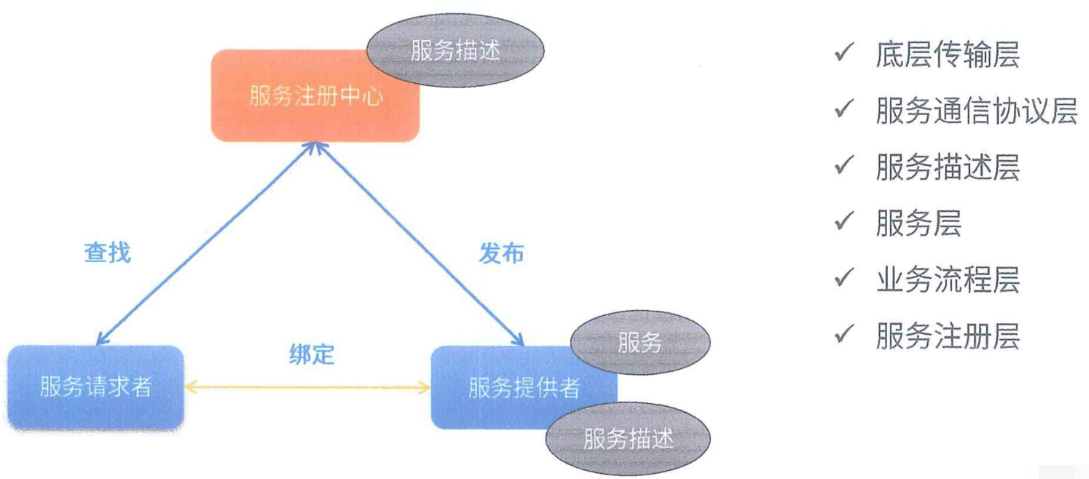 服务描述
服务注册中心
查找
发布
服务
服务请求者
绑定
服务提供者
服务描述
✓ 底层传输层
✓ 服务通信协议层
✓ 服务描述层
✓ 服务层
✓ 业务流程层
✓ 服务注册层